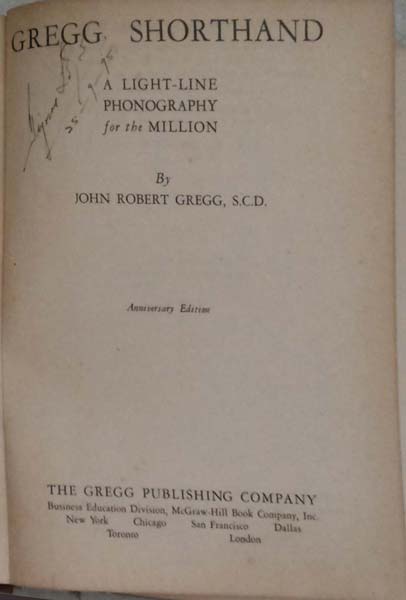 GREGG SHORTHAND
A LIGHT-LINE
PHONOGRAPHY
for the MILLION
By
JOHN ROBERT GREGG, S.C.D.
Anniversary Edition
THE GREGG PUBLISHING COMPANY
Business Education Division, McGraw-Hill Book Company, Inc.
New York Chicago San Francisco Dallas
Toronto London